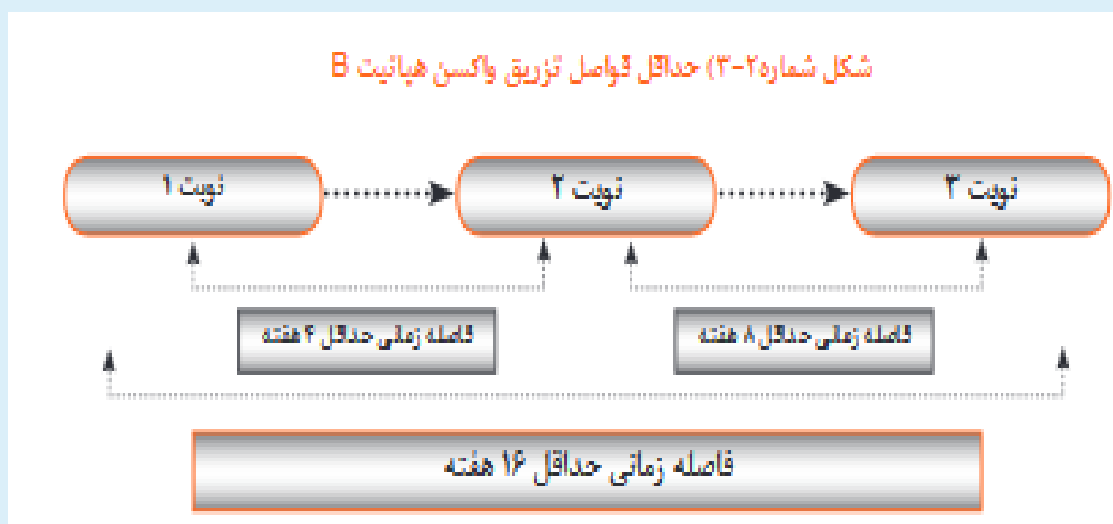 شکل شماره۲-۳) حداقل فواصل تزریق واکسن هپاتیت B
نوبت ۱
نوبت ۲
نوبت ۳
فاصله زمانی حداقل ۴ هفته
فاصله زمانی حداقل ۸ هفته
فاصله زمانی حداقل ۱۶ هفته